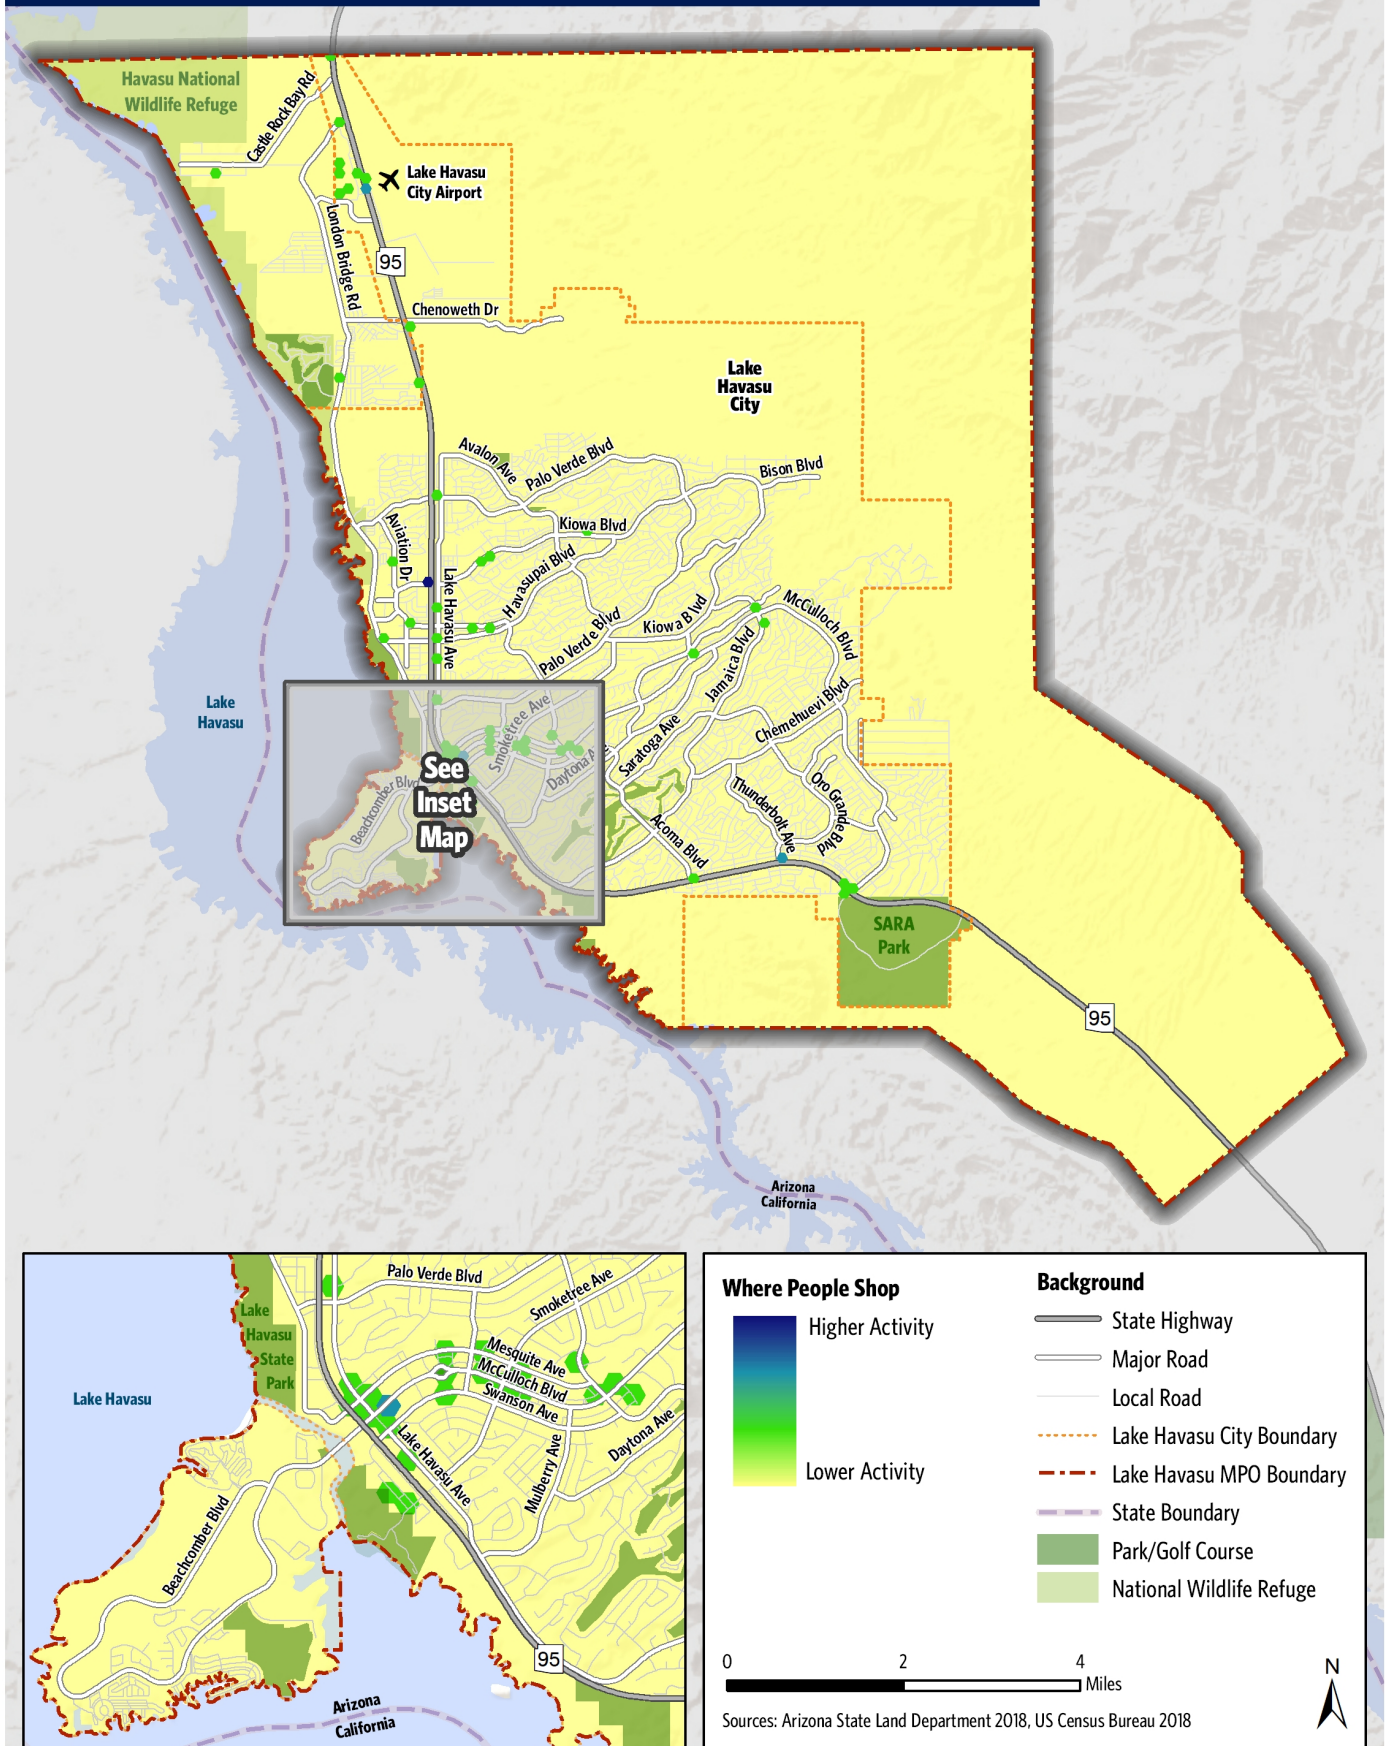 Havasu National
Wildlife Refuge
Castle Rock Bay Rd
Lake Havasu
City Airport
London Bridge Rd
95
Chenoweth Dr
Lake
Havasu
City
Avalon Ave
Palo Verde Blvd
Bison Blvd
Aviation Dr
Kiowa Blvd
Havasupai Blvd
Lake Havasu Ave
Kiowa Blvd
McCulloch Blvd
Palo Verde Blvd
Jamaica Blvd
Lake
Havasu
Chemehuevi Blvd
Smoketree Ave
Saratoga Ave
See
Inset
Map
Beachcomber Blvd
Daytona A
Thunderbolt Ave
Oro Grande Blvd
Acoma Blvd
SARA
Park
95
Arizona
California
Palo Verde Blvd
Smoketree Ave
Lake
Havasu
State
Park
Mesquite Ave
McCulloch Blvd
Swanson Ave
Lake Havasu
Lake Havasu Ave
Mulberry Ave
Daytona Ave
Beachcomber Blvd
95
Arizona
California
Where People Shop
Higher Activity
Lower Activity
Background
State Highway
Major Road
Local Road
Lake Havasu City Boundary
Lake Havasu MPO Boundary
State Boundary
Park/Golf Course
National Wildlife Refuge
0 2 4
Miles
N
Sources: Arizona State Land Department 2018, US Census Bureau 2018